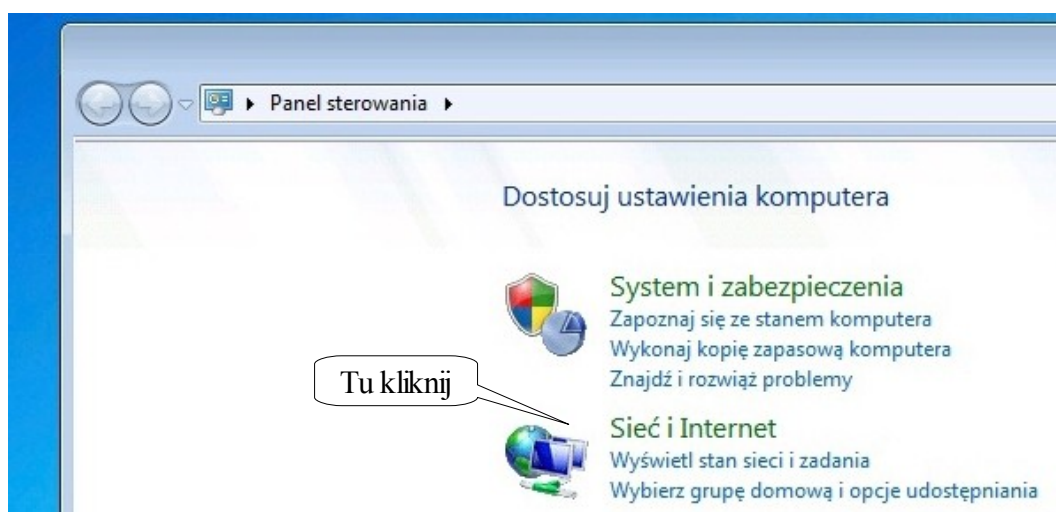 Panel sterowania
Dostosuj ustawienia komputera
System i zabezpieczenia
Zapoznaj się ze stanem komputera
Wykonaj kopię zapasową komputera
Znajdź i rozwiąż problemy
Tu kliknij
Sieć i Internet
Wyświetl stan sieci i zadania
Wybierz grupę domową i opcje udostępniania